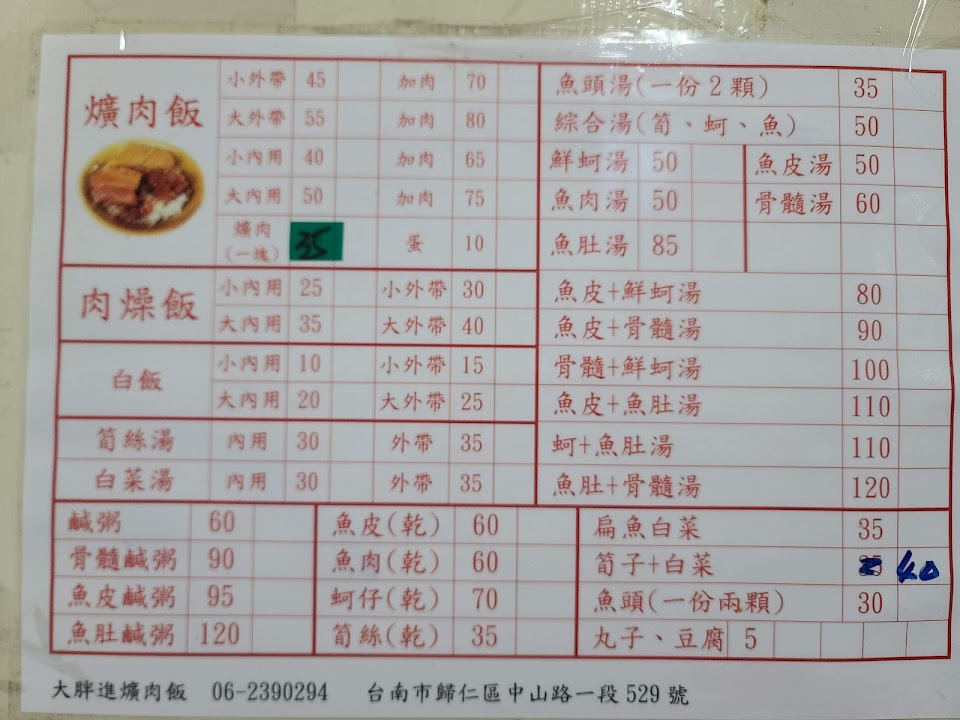 爌肉飯
小外帶 45 加肉 70
大外帶 55 加肉 80
小內用 40 加肉 65
大內用 50 加肉 75
爌肉(一塊) 35 蛋 10
肉燥飯
小內用 25 小外帶 30
大內用 35 大外帶 40
白飯
小內用 10 小外帶 15
大內用 20 大外帶 25
筍絲湯 內用 30 外帶 35
白菜湯 內用 30 外帶 35
魚頭湯(一份2顆) 35
綜合湯(筍、蚵、魚) 50
鮮蚵湯 50 魚皮湯 50
魚肉湯 50 骨髓湯 60
魚肚湯 85
魚皮+鮮蚵湯 80
魚皮+骨髓湯 90
骨髓+鮮蚵湯 100
魚皮+魚肚湯 110
蚵+魚肚湯 110
魚肚+骨髓湯 120
鹹粥 60
骨髓鹹粥 90
魚皮鹹粥 95
魚肚鹹粥 120
魚皮(乾) 60
魚肉(乾) 60
蚵仔(乾) 70
筍絲(乾) 35
扁魚白菜 35
筍子+白菜 40
魚頭(一份兩顆) 30
丸子、豆腐 5
大胖進爌肉飯 06-2390294 台南市歸仁區中山路一段529號